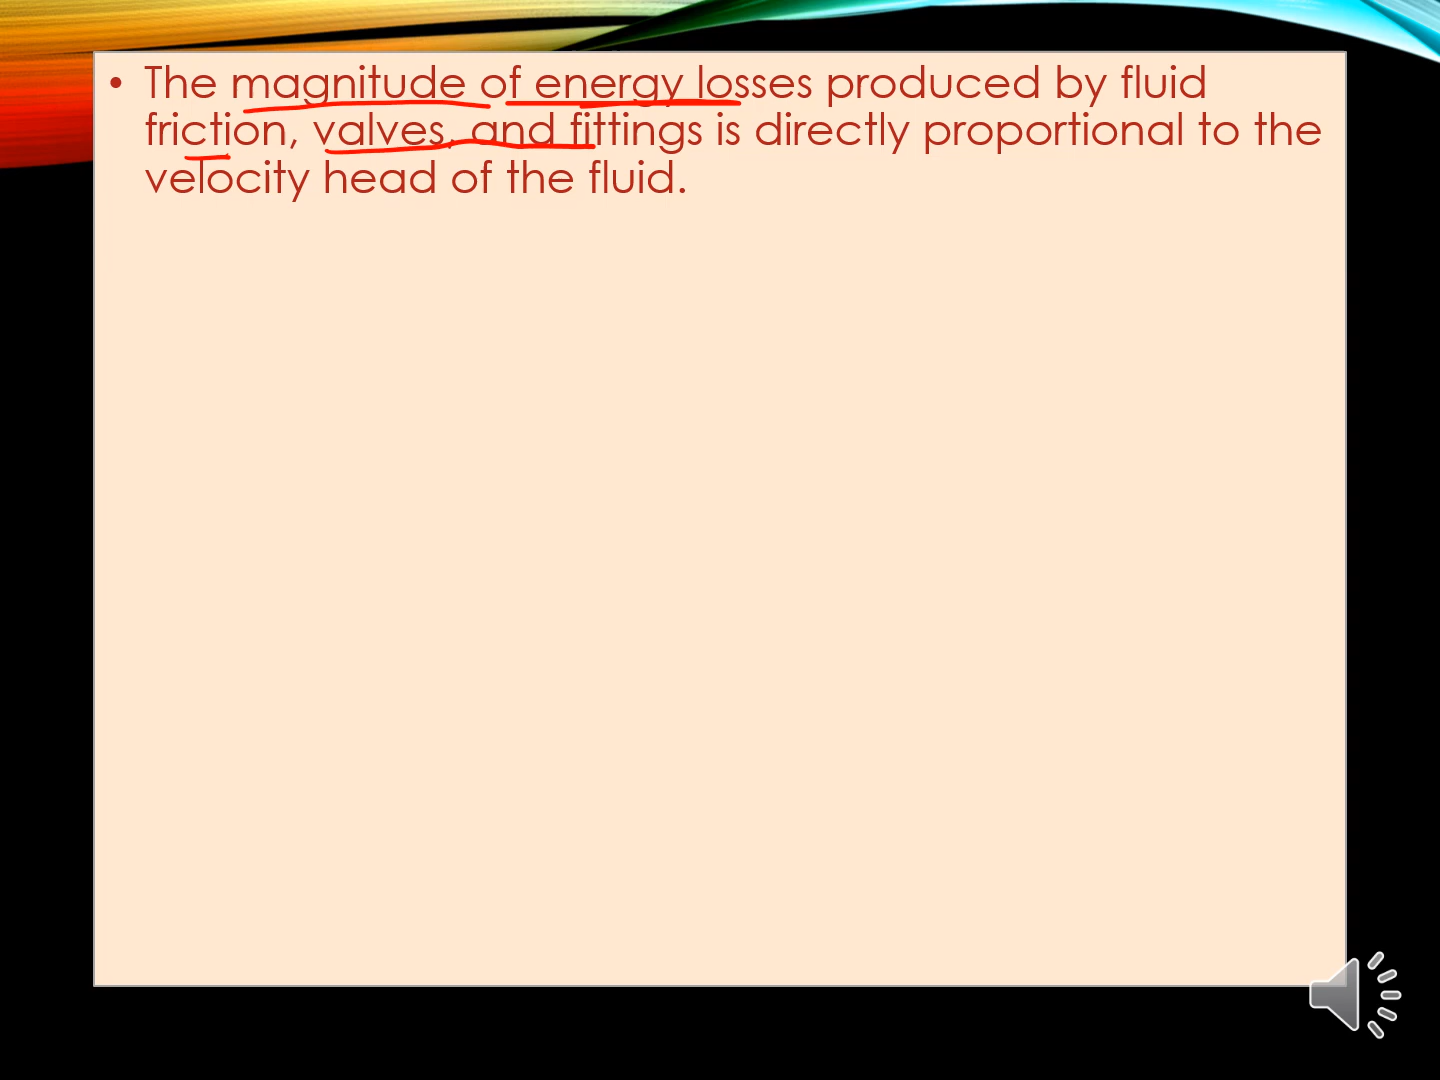 • The magnitude of energy losses produced by fluid
friction, valves, and fittings is directly proportional to the
velocity head of the fluid.